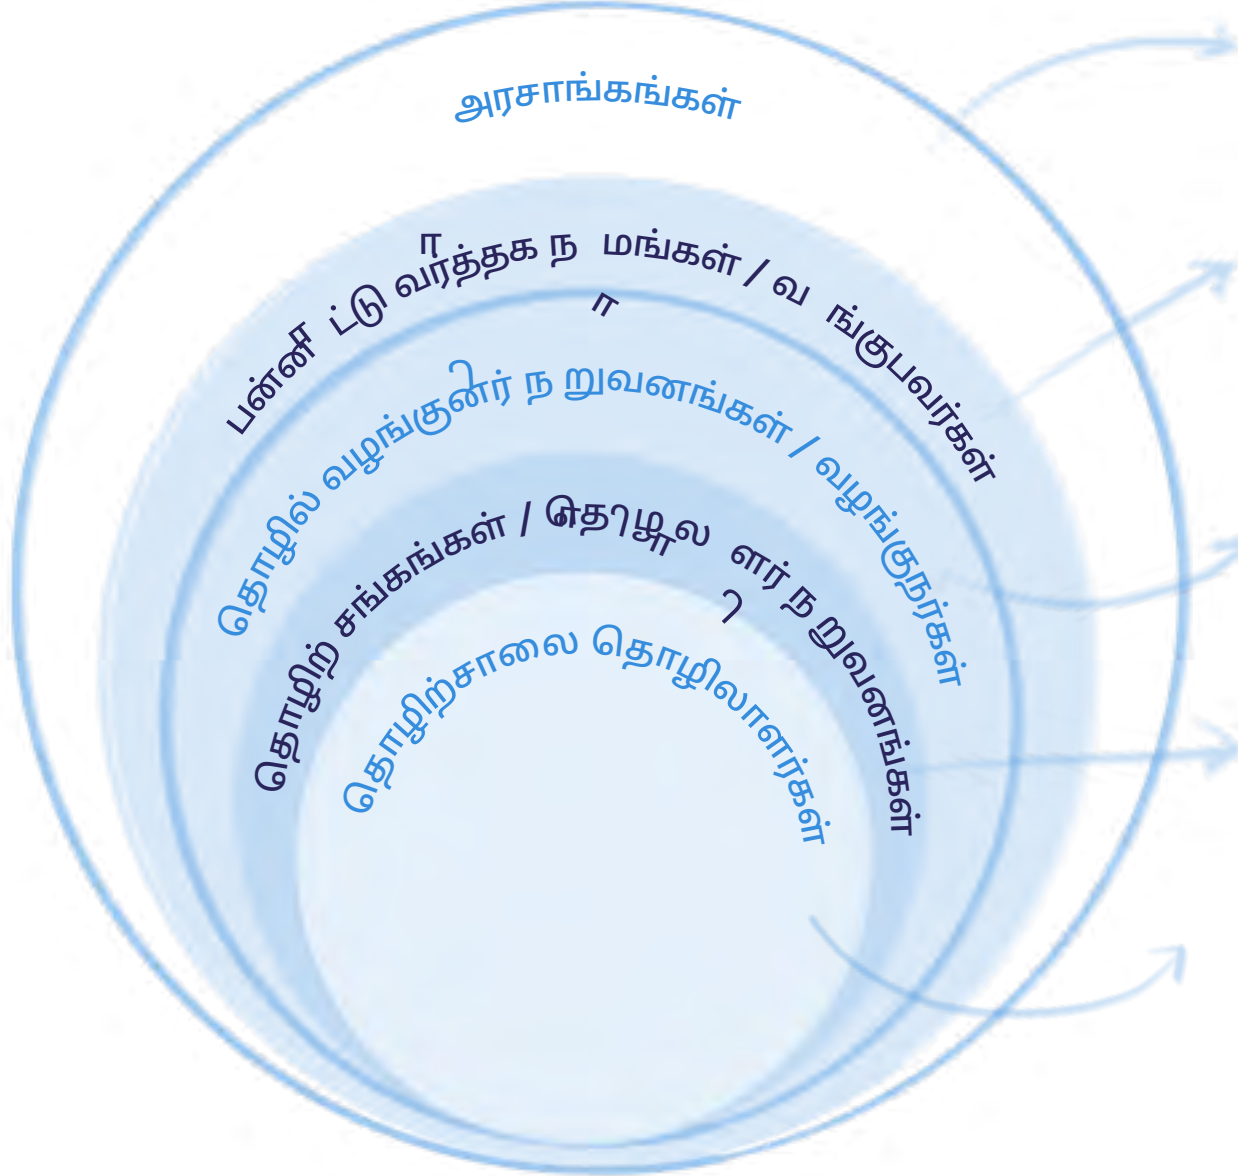 அரசாங்கங்கள்
பன்னாட்டு வர்த்தக நாமங்கள் / வழங்குபவர்கள்
தொழில் வழங்குனர் நிறுவனங்கள் / வழங்குநர்கள்
தொழிற் சங்கங்கள் / தொழிலாளர் நிறுவனங்கள்
தொழிற்சாலை தொழிலாளர்கள்